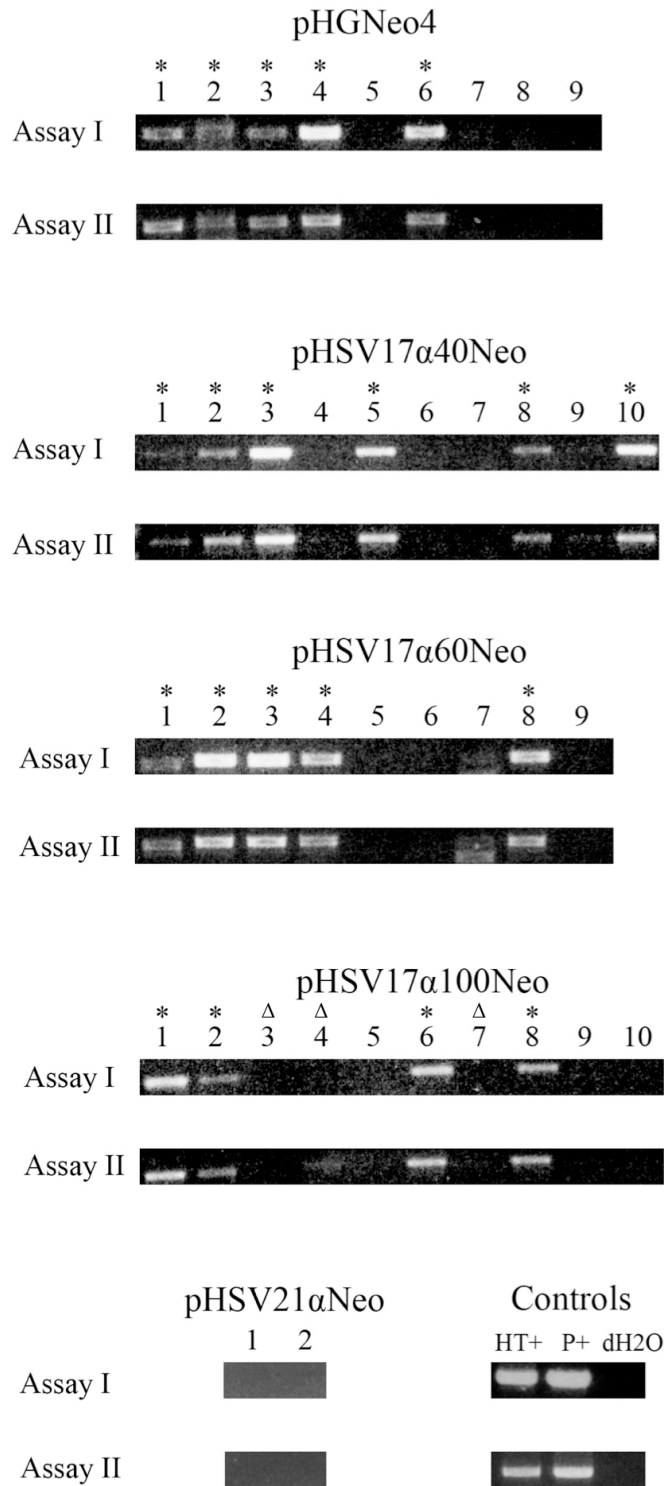 pHGNeo4
* * * * *
1 2 3 4 5 6 7 8 9
Assay I
Assay II
pHSV17α40Neo
* * * * * *
1 2 3 4 5 6 7 8 9 10
Assay I
Assay II
pHSV17α60Neo
* * * * *
1 2 3 4 5 6 7 8 9
Assay I
Assay II
pHSV17α100Neo
* * Δ Δ * Δ *
1 2 3 4 5 6 7 8 9 10
Assay I
Assay II
pHSV21αNeo Controls
1 2 HT+ P+ dH2O
Assay I
Assay II